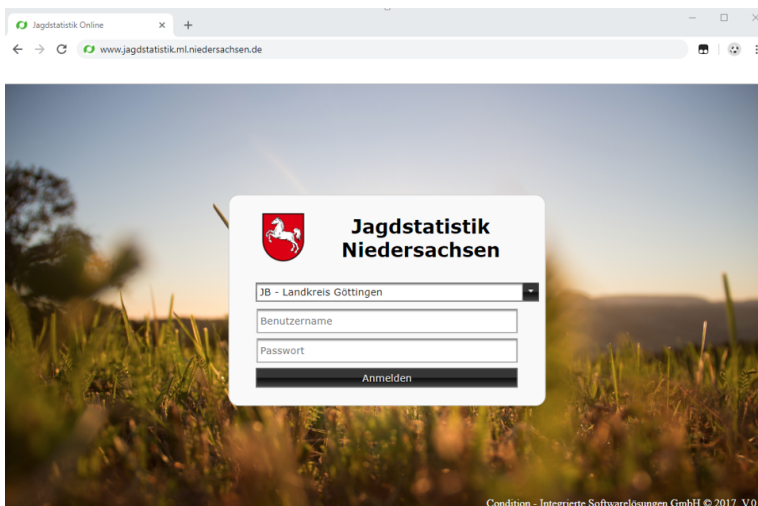 Jagdstatistik Online
www.jagdstatistik.ml.niedersachsen.de
Jagdstatistik
Niedersachsen
JB - Landkreis Göttingen
Benutzername
Passwort
Anmelden
Condition - Integrierte Softwarelösungen GmbH © 2017 V.0